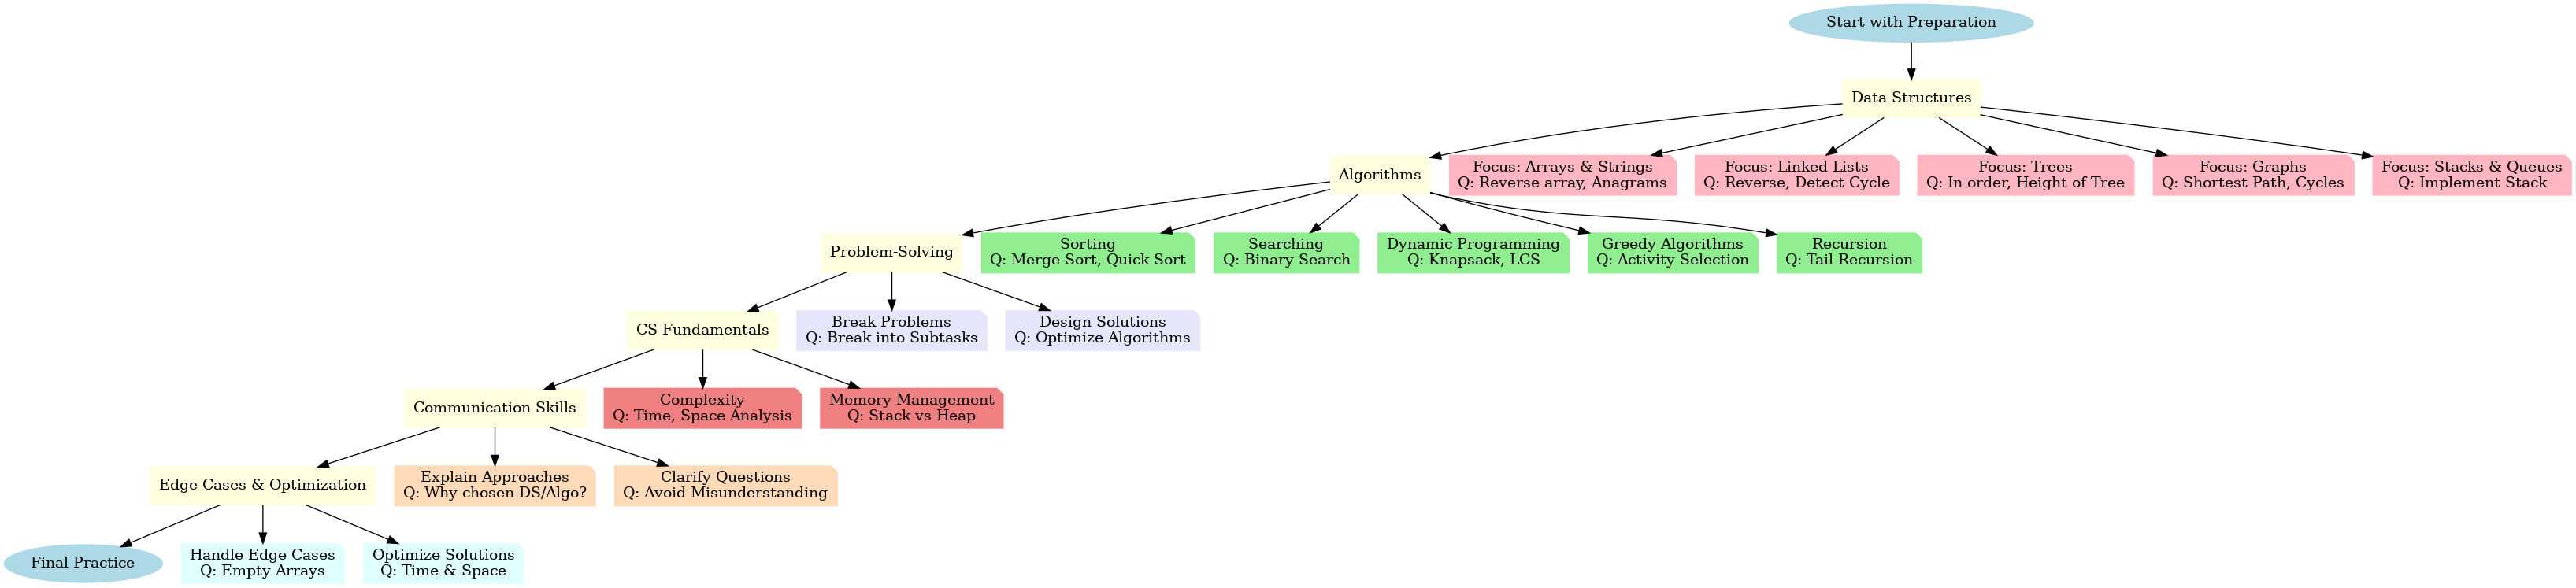 Start with Preparation
Data Structures
Algorithms
Focus: Arrays & Strings
Q: Reverse array, Anagrams
Focus: Linked Lists
Q: Reverse, Detect Cycle
Focus: Trees
Q: In-order, Height of Tree
Focus: Graphs
Q: Shortest Path, Cycles
Focus: Stacks & Queues
Q: Implement Stack
Problem-Solving
Sorting
Q: Merge Sort, Quick Sort
Searching
Q: Binary Search
Dynamic Programming
Q: Knapsack, LCS
Greedy Algorithms
Q: Activity Selection
Recursion
Q: Tail Recursion
CS Fundamentals
Break Problems
Q: Break into Subtasks
Design Solutions
Q: Optimize Algorithms
Communication Skills
Complexity
Q: Time, Space Analysis
Memory Management
Q: Stack vs Heap
Edge Cases & Optimization
Explain Approaches
Q: Why chosen DS/Algo?
Clarify Questions
Q: Avoid Misunderstanding
Final Practice
Handle Edge Cases
Q: Empty Arrays
Optimize Solutions
Q: Time & Space